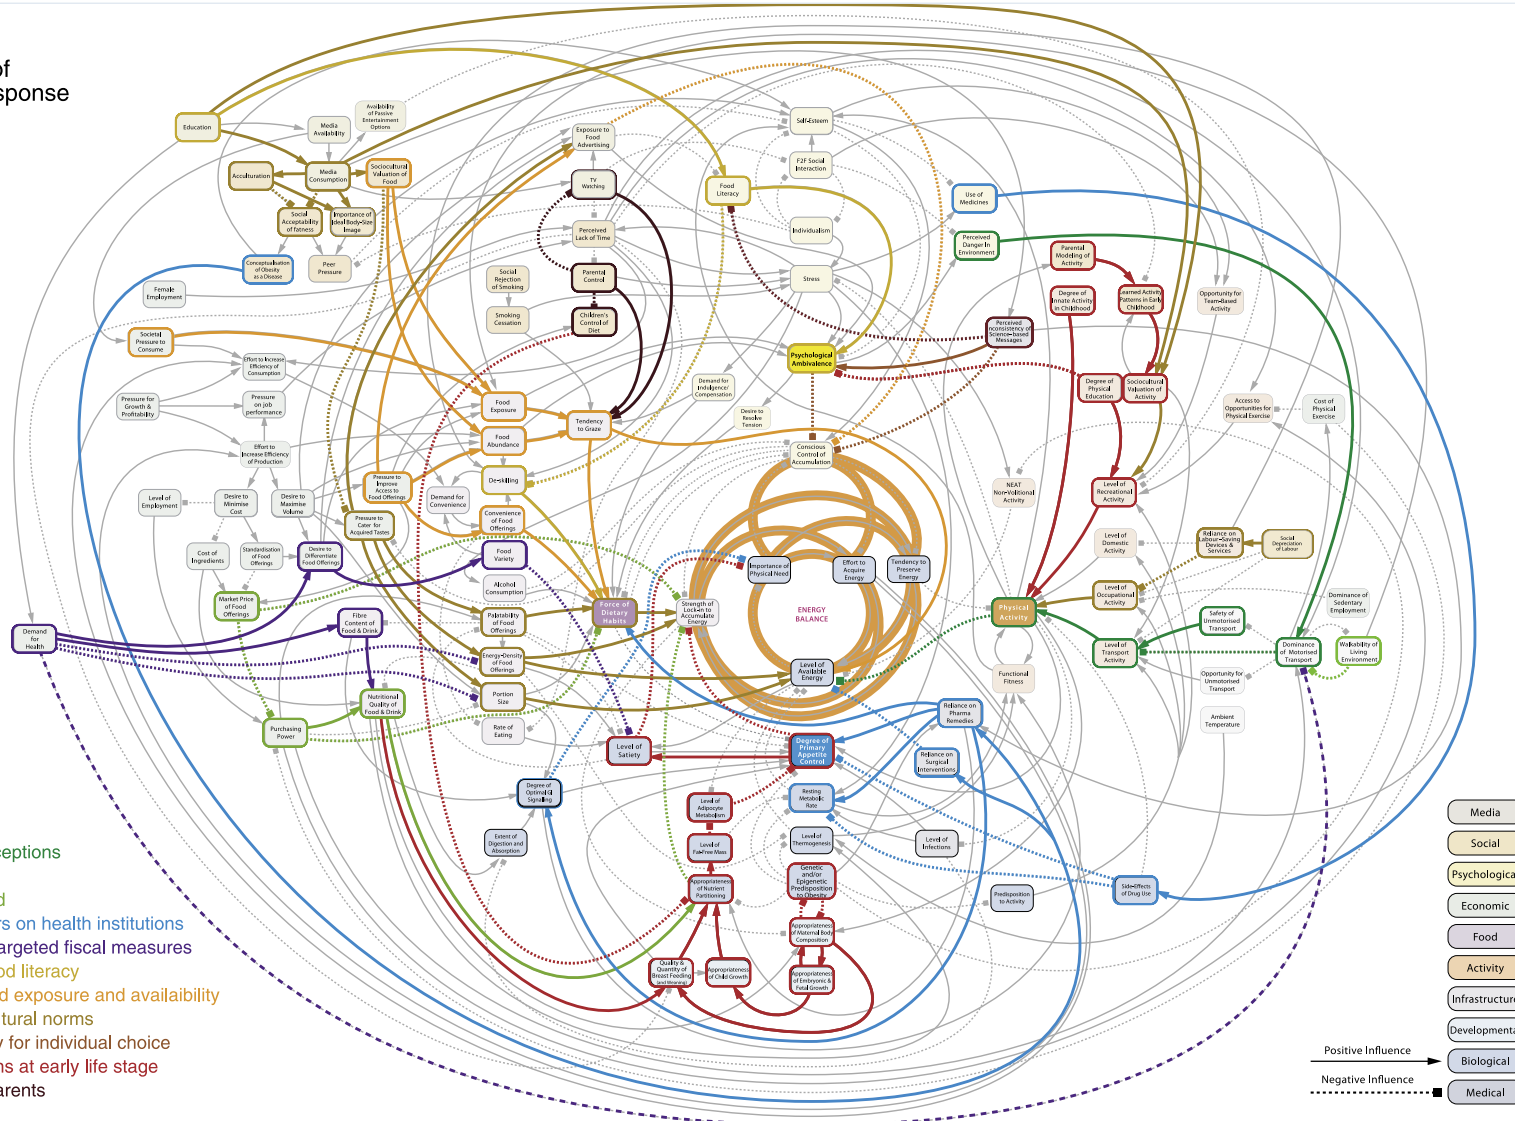 of
sponse
Education
Media
Availability
Availability
of Passive
Entertainment
Options
Acculturation
Media
Consumption
Sociocultural
Valuation of
Food
Social
Acceptability
of fatness
Importance of
Ideal Body-Size
Image
Conceptualisation
of Obesity
as a Disease
Peer
Pressure
Female
Employment
Societal
Pressure to
Consume
Effort to Increase
Efficiency of
Consumption
Pressure for
Growth &
Profitability
Pressure
on job
performance
Effort to
Increase Efficiency
of Production
Level of
Employment
Desire to
Minimise
Cost
Desire to
Maximise
Volume
Cost of
Ingredients
Standardisation
of Food
Offerings
Desire to
Differentiate
Food Offerings
Market Price
of Food
Offerings
Demand
for
Health
Fibre
Content of
Food & Drink
Nutritional
Quality of
Food & Drink
Purchasing
Power
Pressure to
Improve
Access to
Food Offerings
Pressure to
Cater for
Acquired Tastes
Demand for
Convenience
Exposure to
Food
Advertising
TV
Watching
Perceived
Lack of Time
Social
Rejection
of Smoking
Smoking
Cessation
Parental
Control
Children's
Control of
Diet
Food
Exposure
Food
Abundance
Tendency
to Graze
De-skilling
Convenience
of Food
Offerings
Food
Variety
Alcohol
Consumption
Palatability
of Food
Offerings
Energy-Density
of Food
Offerings
Portion
Size
Rate of
Eating
Force of
Dietary
Habits
Strength of
Lock-in to
Accumulate
Energy
Level of
Satiety
Degree of
Optimal GI
Signalling
Extent of
Digestion and
Absorption
Self-Esteem
F2F Social
Interaction
Food
Literacy
Individualism
Stress
Psychological
Ambivalence
Demand for
Indulgence/
Compensation
Desire to
Resolve
Tension
Conscious
Control of
Accumulation
Importance of
Physical Need
Effort to
Acquire
Energy
Tendency to
Preserve
Energy
ENERGY
BALANCE
Level of
Available
Energy
Degree of
Primary
Appetite
Control
Resting
Metabolic
Rate
Level of
Thermogenesis
Genetic
and/or
Epigenetic
Predisposition
to Obesity
Appropriateness
of Maternal Body
Composition
Appropriateness
of Embryonic &
Fetal Growth
Level of
Adipocyte
Metabolism
Level of
Fat-Free Mass
Appropriateness
of Nutrient
Partitioning
Quality &
Quantity of
Breast Feeding
(and Weaning)
Appropriateness
of Child Growth
Use of
Medicines
Perceived
Danger In
Environment
Perceived
Inconsistency of
Science-based
Messages
Parental
Modeling of
Activity
Degree of
Innate Activity
in Childhood
Learned Activity
Patterns in Early
Childhood
Opportunity for
Team-Based
Activity
Degree of
Physical
Education
Sociocultural
Valuation of
Activity
Access to
Opportunities for
Physical Exercise
Cost of
Physical
Exercise
NEAT
Non-Volitional
Activity
Level of
Recreational
Activity
Level of
Domestic
Activity
Reliance on
Labour-Saving
Devices &
Services
Social
Depreciation
of Labour
Level of
Occupational
Activity
Physical
Activity
Level of
Transport
Activity
Safety of
Unmotorised
Transport
Dominance of
Sedentary
Employment
Dominance
of Motorised
Transport
Walkability of
Living
Environment
Opportunity for
Unmotorised
Transport
Ambient
Temperature
Functional
Fitness
Reliance on
Pharma
Remedies
Reliance on
Surgical
Interventions
Level of
Infections
Predisposition
to Activity
Side-Effects
of Drug Use
ceptions
d
rs on health institutions
argeted fiscal measures
od literacy
d exposure and availaibility
tural norms
y for individual choice
ns at early life stage
arents
Media
Social
Psychologica
Economic
Food
Activity
Infrastructure
Developmenta
Biological
Medical
Positive Influence
Negative Influence